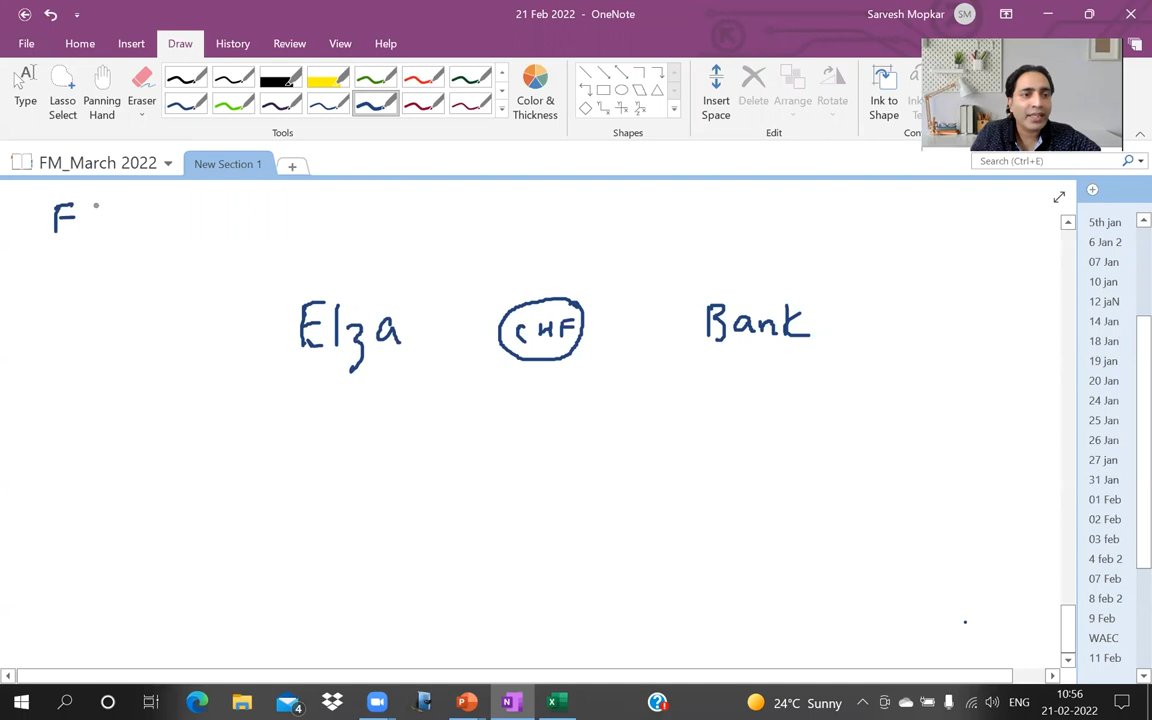 21 Feb 2022 - OneNote
Sarvesh Mopkar SM
File Home Insert Draw History Review View Help
Type Lasso Select Panning Hand Eraser Color & Thickness Insert Space Delete Arrange Rotate Ink to Shape
Tools Shapes Edit
FM_March 2022 New Section 1
Search (Ctrl+E)
F
Elza CHF Bank
5th jan
6 Jan 2
07 Jan
10 jan
12 jaN
14 Jan
18 Jan
19 jan
20 Jan
24 Jan
25 Jan
26 Jan
27 jan
31 Jan
01 Feb
02 Feb
03 feb
4 feb 2
07 Feb
8 feb 2
9 Feb
WAEC
11 Feb
24°C Sunny ENG 10:56
21-02-2022